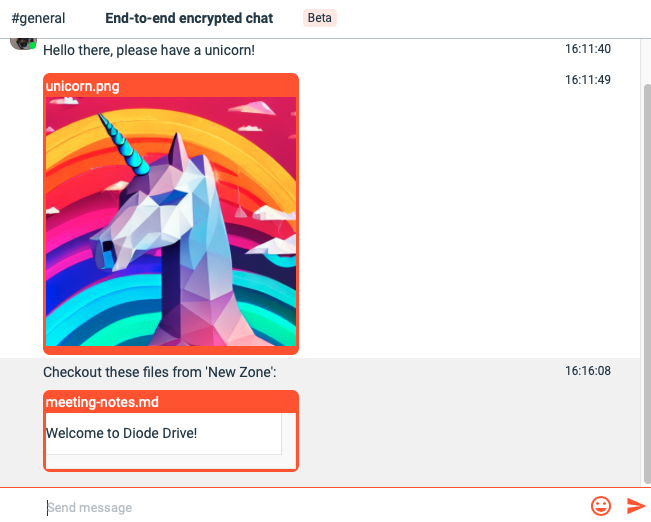 #general End-to-end encrypted chat Beta
Hello there, please have a unicorn! 16:11:40
unicorn.png 16:11:49
Checkout these files from 'New Zone': 16:16:08
meeting-notes.md
Welcome to Diode Drive!
Send message